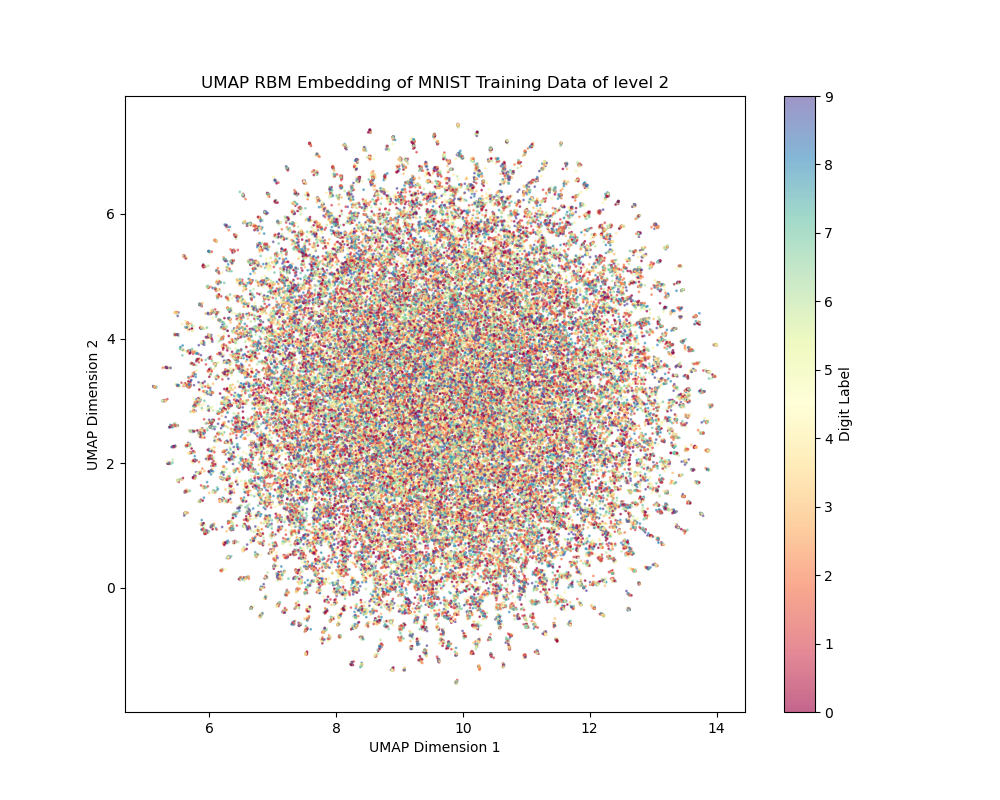 UMAP RBM Embedding of MNIST Training Data of level 2
6
4
2
0
UMAP Dimension 2
6 8 10 12 14
UMAP Dimension 1
9
8
7
6
5
4
3
2
1
0
Digit Label